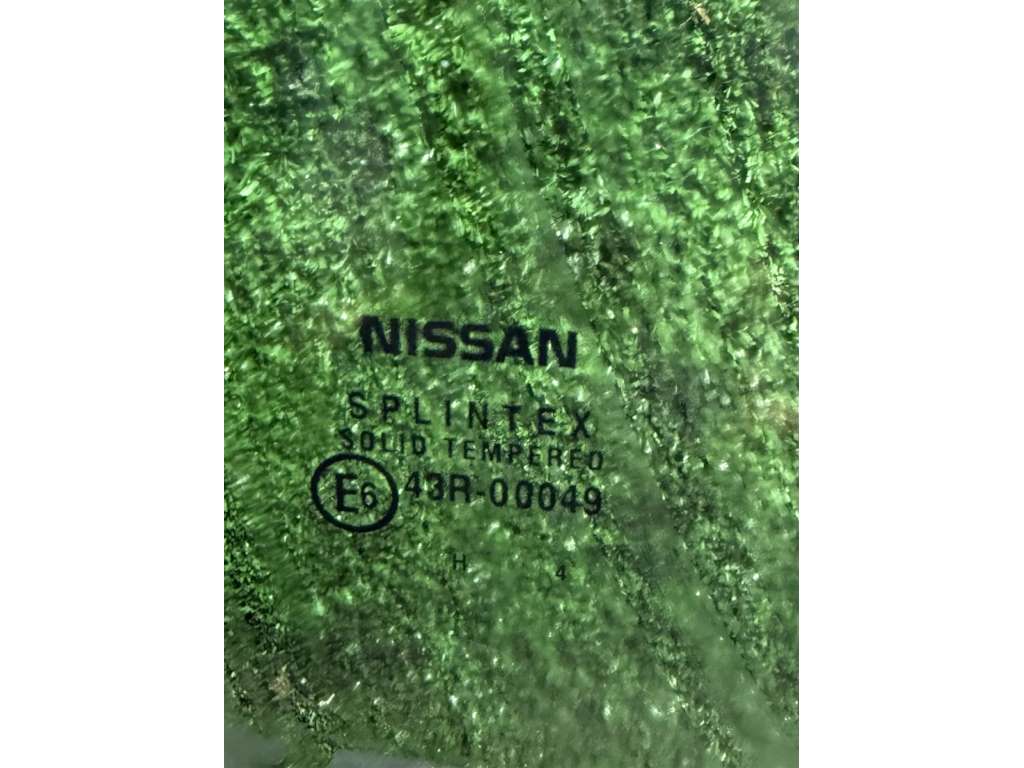 NISSAN
SPLINTEX
SOLID TEMPERED
E6 43R-00049
H 4